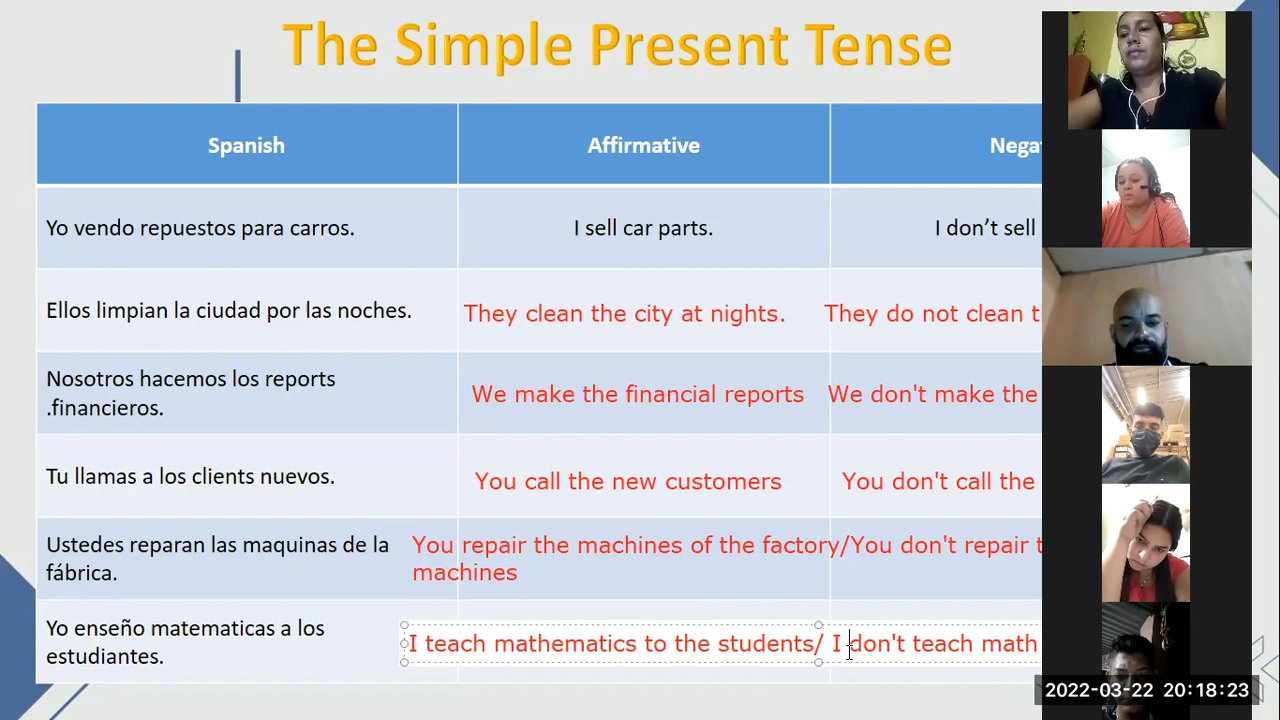 The Simple Present Tense
Spanish
Affirmative
Yo vendo repuestos para carros.
I sell car parts.
I don’t sell
Ellos limpian la ciudad por las noches.
They clean the city at nights.
They do not clean
Nosotros hacemos los reports
.financieros.
We make the financial reports
We don't make the
Tu llamas a los clients nuevos.
You call the new customers
You don't call the
Ustedes reparan las maquinas de la
fábrica.
You repair the machines of the factory/You don't repair
machines
Yo enseño matematicas a los
estudiantes.
I teach mathematics to the students/ I don't teach math
2022-03-22 20:18:23